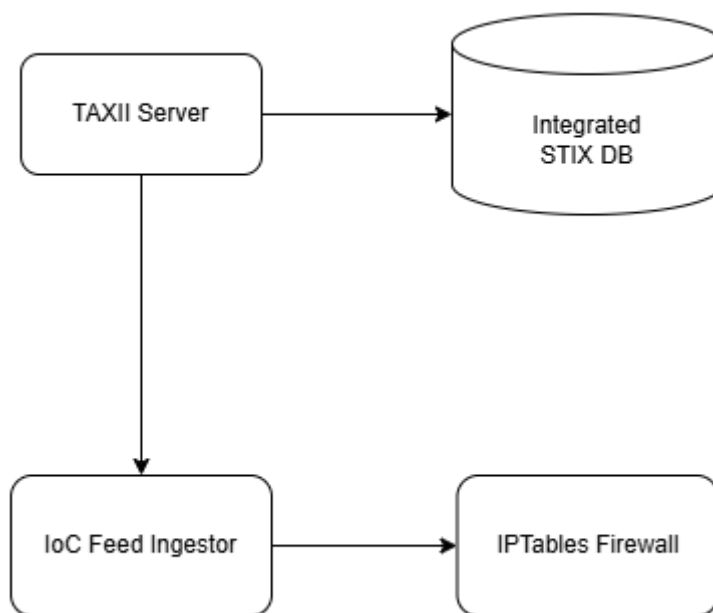 TAXII Server
Integrated
STIX DB
IoC Feed Ingestor
IPTables Firewall